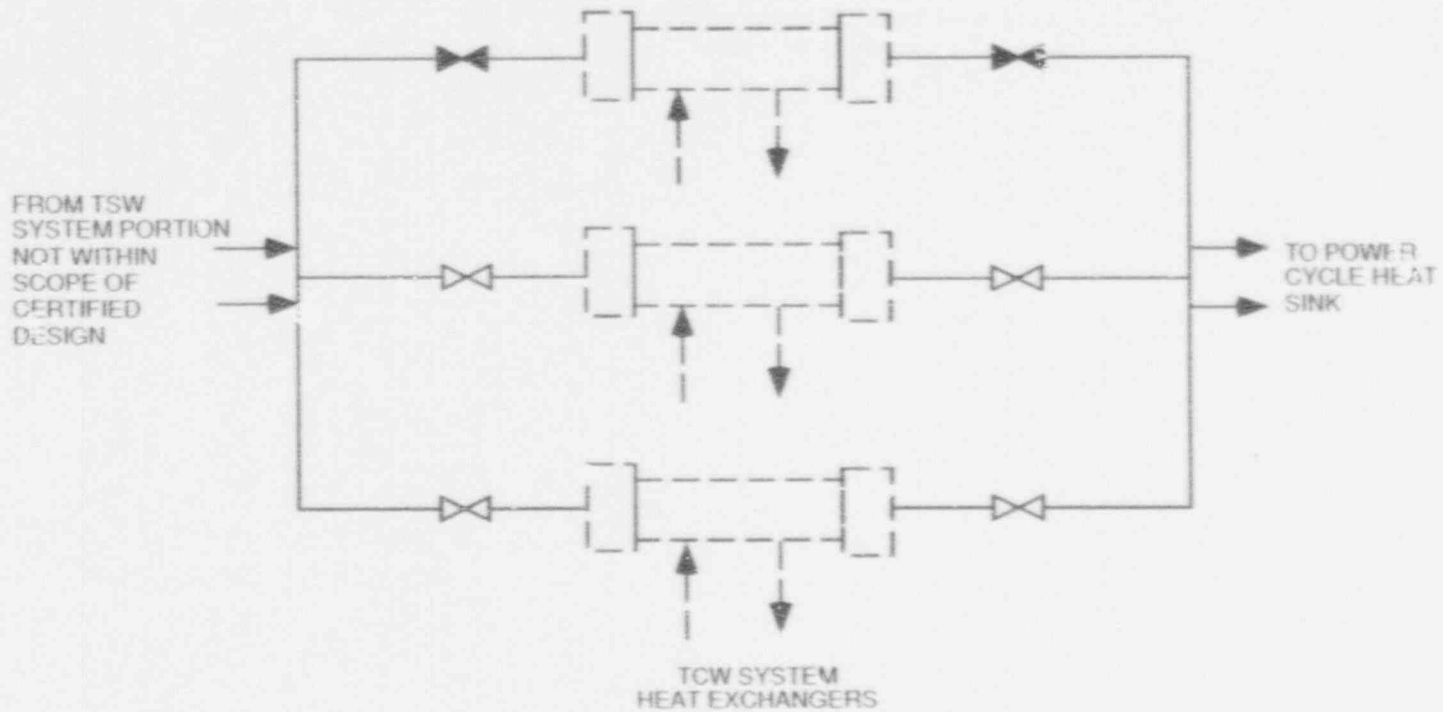 FROM TSW
SYSTEM PORTION
NOT WITHIN
SCOPE OF
CERTIFIED
DESIGN
TO POWER
CYCLE HEAT
SINK
TCW SYSTEM
HEAT EXCHANGERS